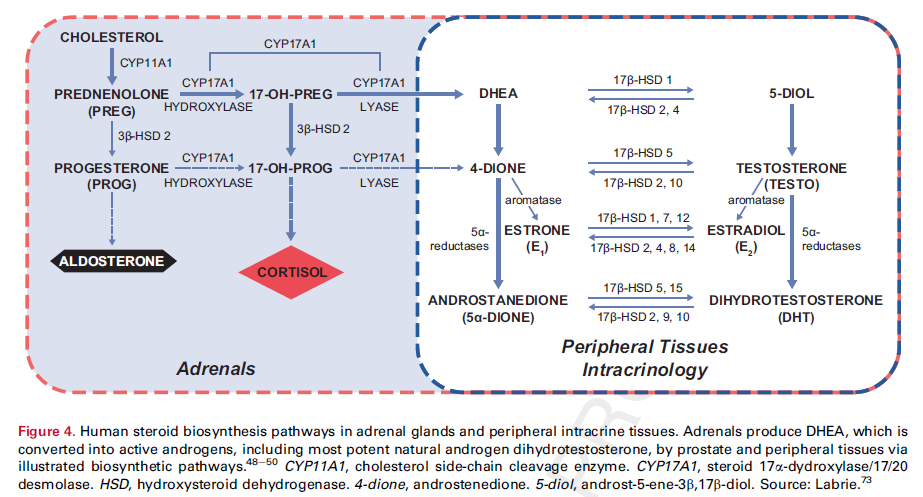 CHOLESTEROL
CYP11A1
CYP17A1
PREDNENOLONE
(PREG)
CYP17A1
HYDROXYLASE
17-OH-PREG
CYP17A1
LYASE
DHEA
17β-HSD 1
17β-HSD 2, 4
5-DIOL
3β-HSD 2
3β-HSD 2
PROGESTERONE
(PROG)
CYP17A1
HYDROXYLASE
17-OH-PROG
CYP17A1
LYASE
4-DIONE
17β-HSD 5
17β-HSD 2, 10
TESTOSTERONE
(TESTO)
aromatase
aromatase
5α-
reductases
ESTRONE
(E1)
17β-HSD 1, 7, 12
17β-HSD 2, 4, 8, 14
ESTRADIOL
(E2)
5α-
reductases
ALDOSTERONE
CORTISOL
ANDROSTANEDIONE
(5α-DIONE)
17β-HSD 5, 15
17β-HSD 2, 9, 10
DIHYDROTESTOSTERONE
(DHT)
Adrenals
Peripheral Tissues
Intracrinology
Figure 4. Human steroid biosynthesis pathways in adrenal glands and peripheral intracrine tissues. Adrenals produce DHEA, which is
converted into active androgens, including most potent natural androgen dihydrotestosterone, by prostate and peripheral tissues via
illustrated biosynthetic pathways.48–50 CYP11A1, cholesterol side-chain cleavage enzyme. CYP17A1, steroid 17α-dydroxylase/17/20
desmolase. HSD, hydroxysteroid dehydrogenase. 4-dione, androstenedione. 5-diol, androst-5-ene-3β,17β-diol. Source: Labrie.73